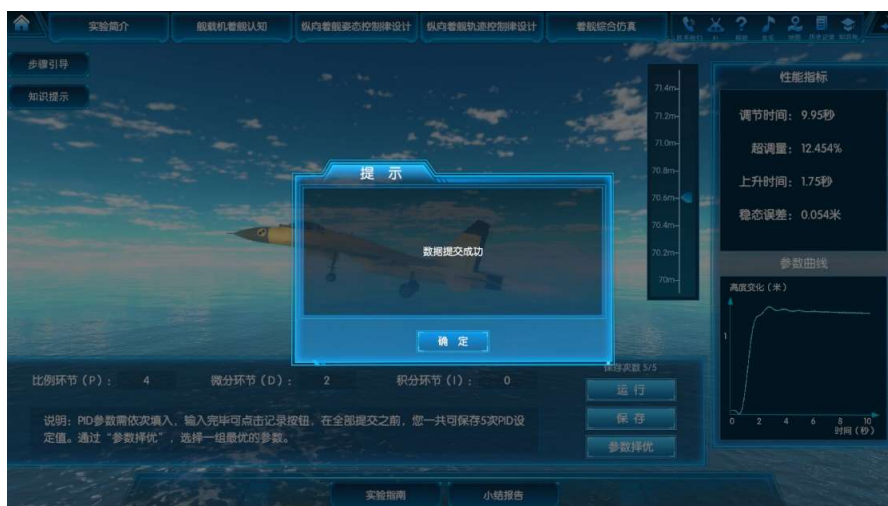 实验简介
舰载机着舰认知
纵向着舰姿态控制律设计
纵向着舰轨迹控制律设计
着舰综合仿真
步骤引导
知识提示
71.4m
71.2m
71.0m
70.8m
70.6m
70.4m
70.2m
70m
性能指标
调节时间：9.95秒
超调量：12.454%
上升时间：1.75秒
稳态误差：0.054米
提 示
数据提交成功
确 定
参数曲线
高度变化（米）
1
0 2 4 6 8 10
时间（秒）
比例环节（P）： 4
微分环节（D）： 2
积分环节（I）： 0
保存次数 5/5
运 行
保 存
参数择优
说明：PID参数需依次填入，输入完毕可点击记录按钮，在全部提交之前，您一共可保存5次PID设
定值。通过“参数择优”，选择一组最优的参数。
实验指南
小结报告